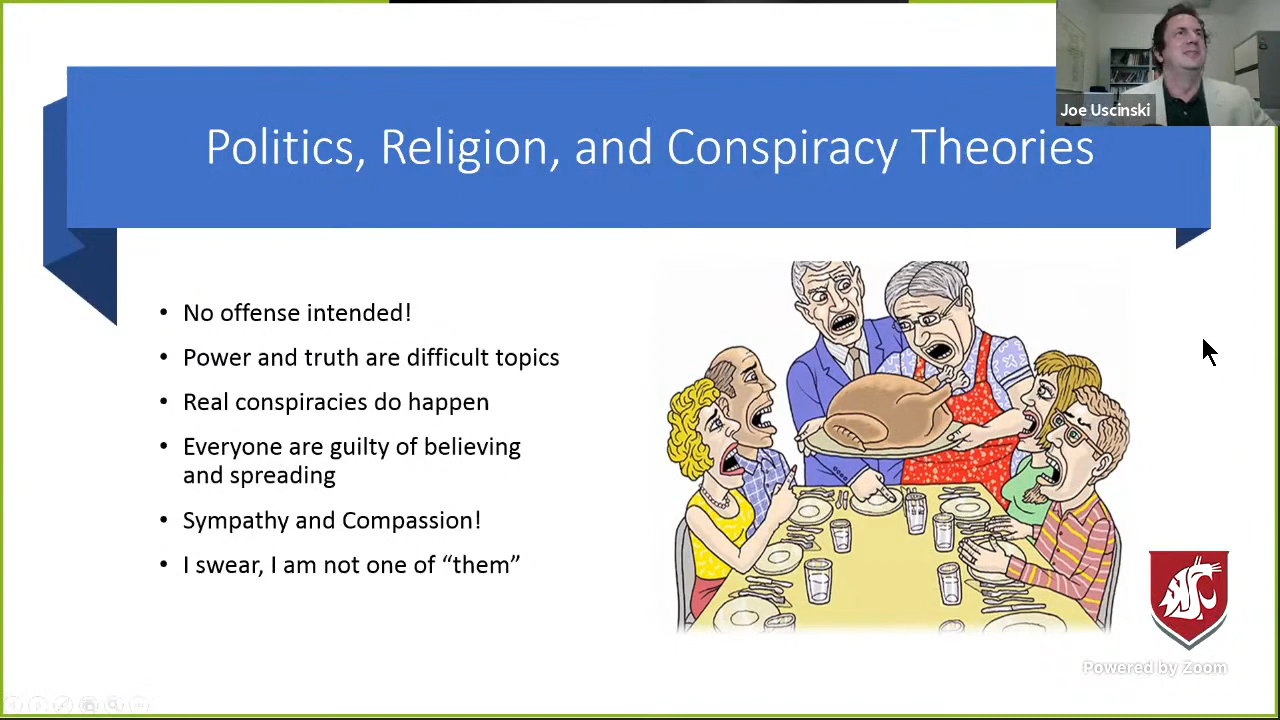 Joe Uscinski
Politics, Religion, and Conspiracy Theories
• No offense intended!
• Power and truth are difficult topics
• Real conspiracies do happen
• Everyone are guilty of believing
and spreading
• Sympathy and Compassion!
• I swear, I am not one of “them”
Powered by Zoom